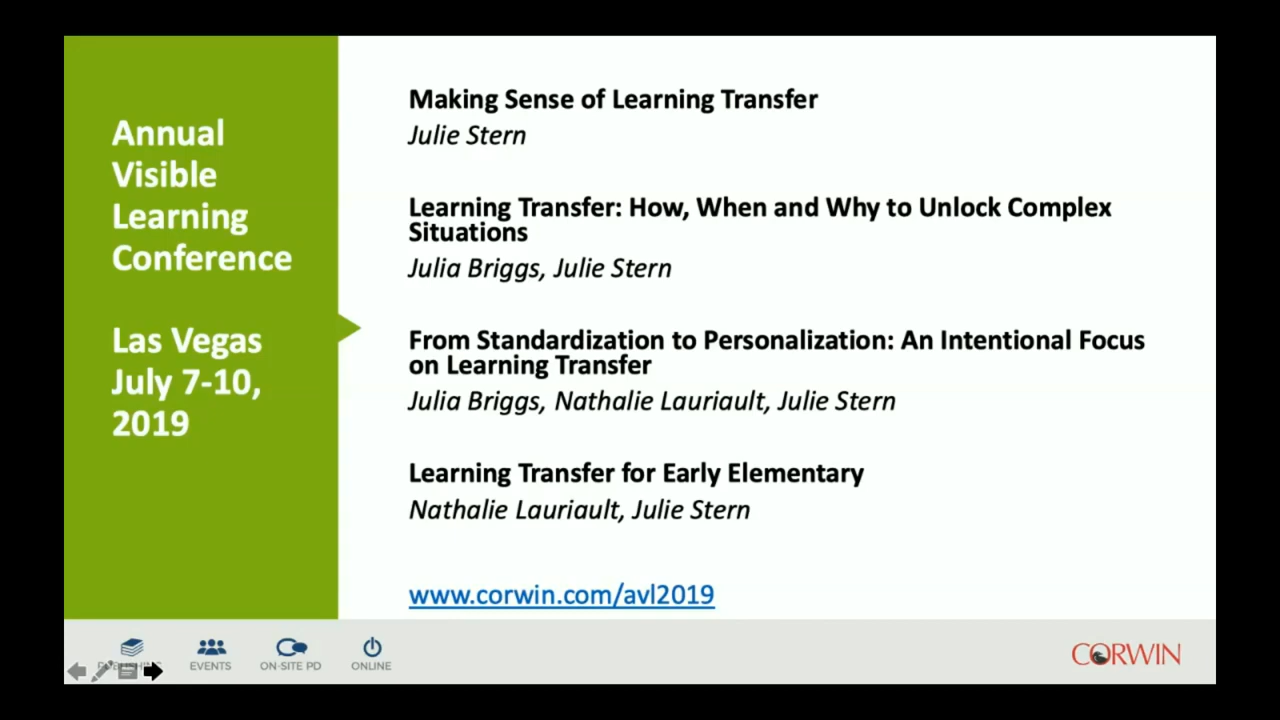 Annual
Visible
Learning
Conference
Las Vegas
July 7-10,
2019
Making Sense of Learning Transfer
Julie Stern
Learning Transfer: How, When and Why to Unlock Complex
Situations
Julia Briggs, Julie Stern
From Standardization to Personalization: An Intentional Focus
on Learning Transfer
Julia Briggs, Nathalie Lauriault, Julie Stern
Learning Transfer for Early Elementary
Nathalie Lauriault, Julie Stern
www.corwin.com/avl2019
EVENTS
ON-SITE PD
ONLINE
CORWIN